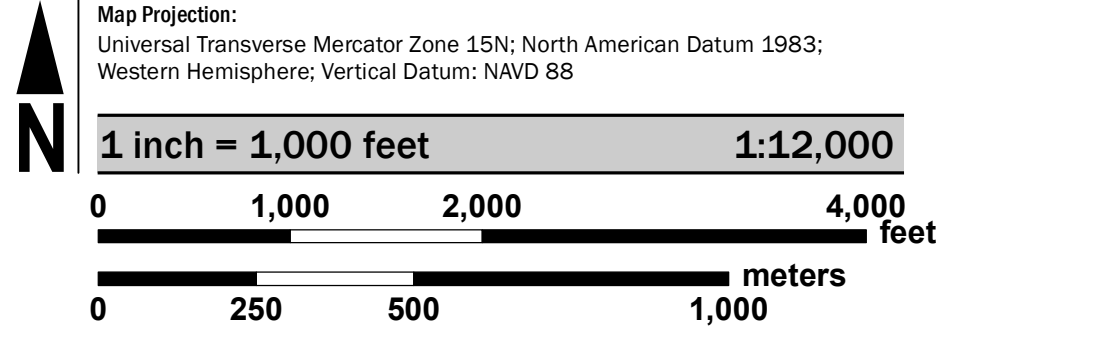 N
Map Projection:
Universal Transverse Mercator Zone 15N; North American Datum 1983;
Western Hemisphere; Vertical Datum: NAVD 88
1 inch = 1,000 feet 1:12,000
0 1,000 2,000 4,000
feet
meters
0 250 500 1,000